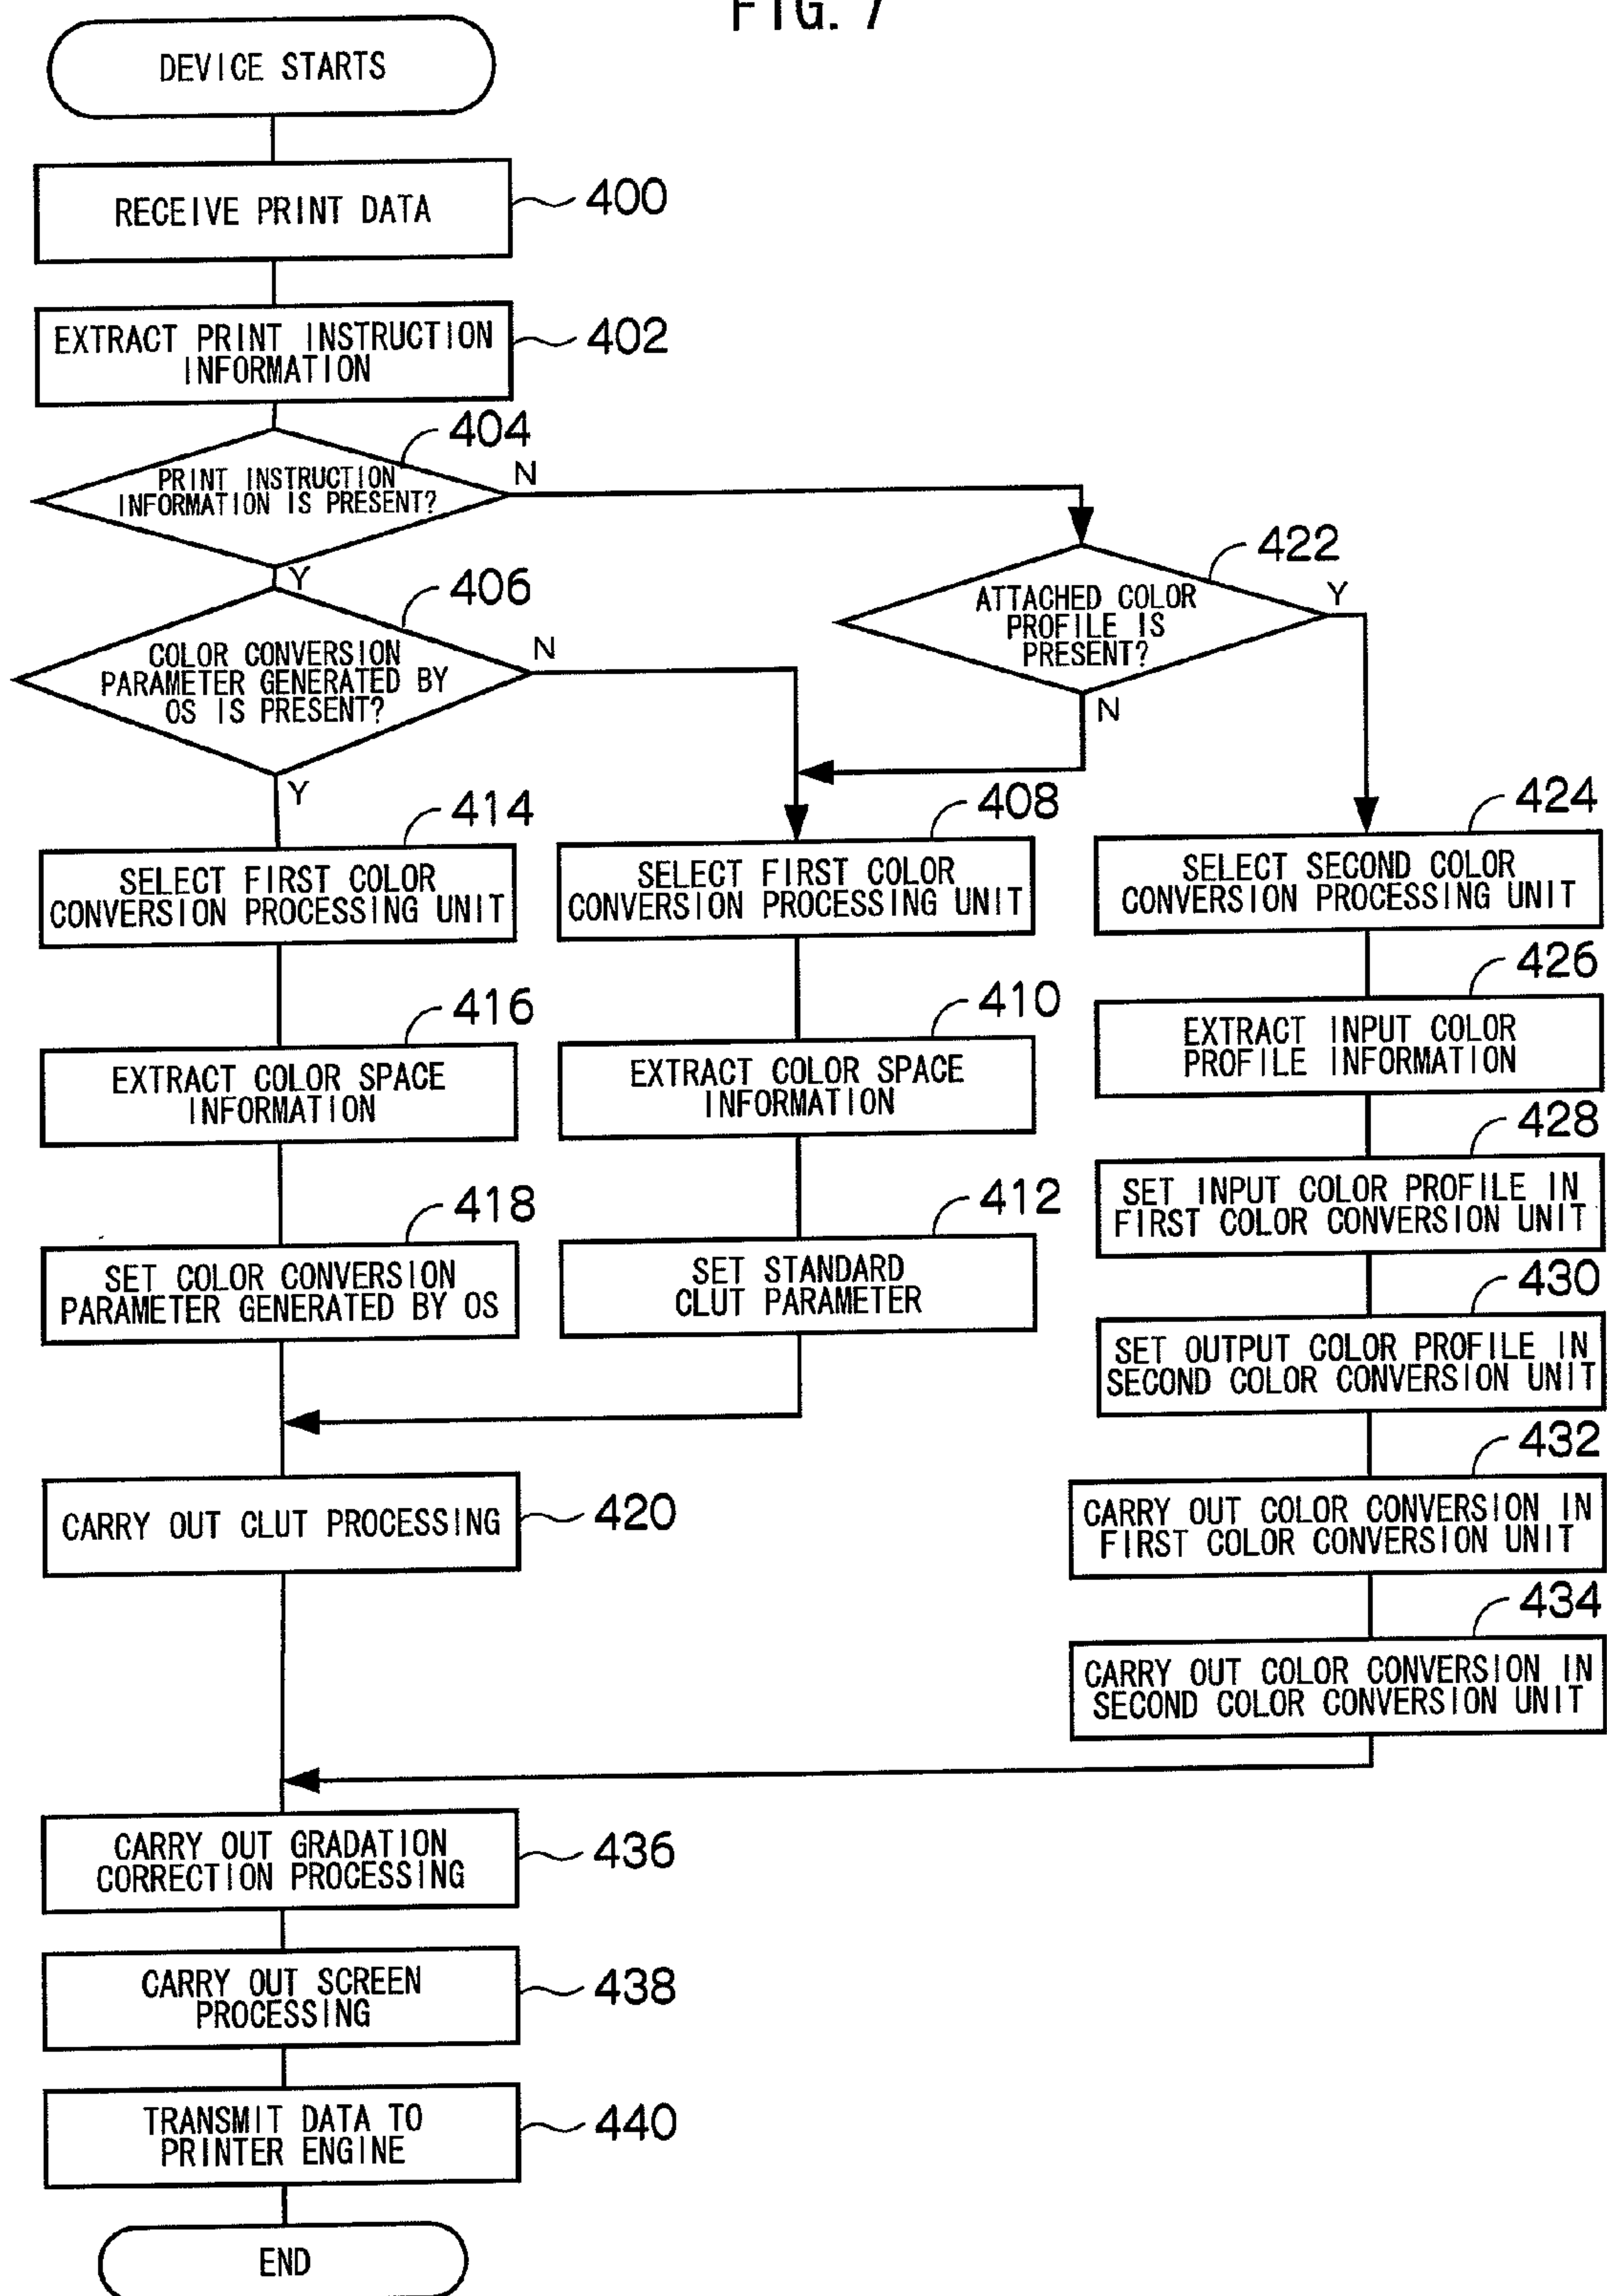 FIG. 7
DEVICE STARTS
RECEIVE PRINT DATA
400
EXTRACT PRINT INSTRUCTION
INFORMATION
402
404
PRINT INSTRUCTION
INFORMATION IS PRESENT?
N
Y
422
ATTACHED COLOR
PROFILE IS
PRESENT?
Y
N
406
COLOR CONVERSION
PARAMETER GENERATED BY
OS IS PRESENT?
N
Y
414
SELECT FIRST COLOR
CONVERSION PROCESSING UNIT
416
EXTRACT COLOR SPACE
INFORMATION
418
SET COLOR CONVERSION
PARAMETER GENERATED BY OS
408
SELECT FIRST COLOR
CONVERSION PROCESSING UNIT
410
EXTRACT COLOR SPACE
INFORMATION
412
SET STANDARD
CLUT PARAMETER
424
SELECT SECOND COLOR
CONVERSION PROCESSING UNIT
426
EXTRACT INPUT COLOR
PROFILE INFORMATION
428
SET INPUT COLOR PROFILE IN
FIRST COLOR CONVERSION UNIT
430
SET OUTPUT COLOR PROFILE IN
SECOND COLOR CONVERSION UNIT
432
CARRY OUT COLOR CONVERSION IN
FIRST COLOR CONVERSION UNIT
434
CARRY OUT COLOR CONVERSION IN
SECOND COLOR CONVERSION UNIT
CARRY OUT CLUT PROCESSING
420
CARRY OUT GRADATION
CORRECTION PROCESSING
436
CARRY OUT SCREEN
PROCESSING
438
TRANSMIT DATA TO
PRINTER ENGINE
440
END